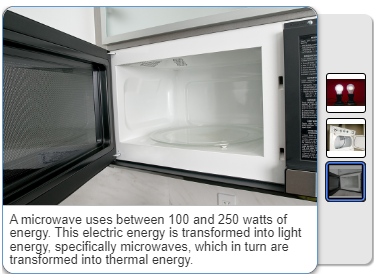 A microwave uses between 100 and 250 watts of
energy. This electric energy is transformed into light
energy, specifically microwaves, which in turn are
transformed into thermal energy.